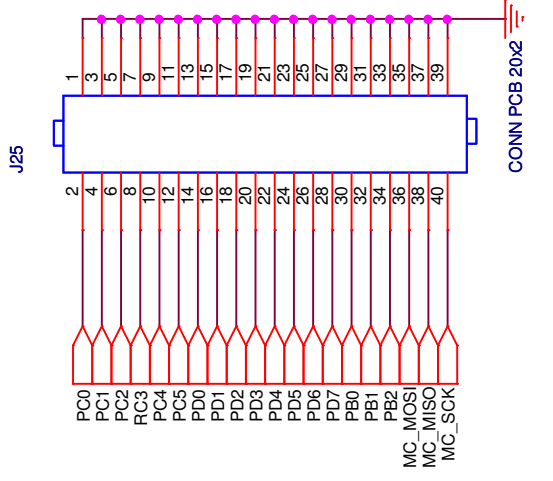 1
3
5
7
9
11
13
15
17
19
21
23
25
27
29
31
33
35
37
39
J25
CONN PCB 20x2
2
4
6
8
10
12
14
16
18
20
22
24
26
28
30
32
34
36
38
40
PC0
PC1
PC2
RC3
PC4
PC5
PD0
PD1
PD2
PD3
PD4
PD5
PD6
PD7
PB0
PB1
PB2
MC_MOSI
MC_MISO
MC_SCK